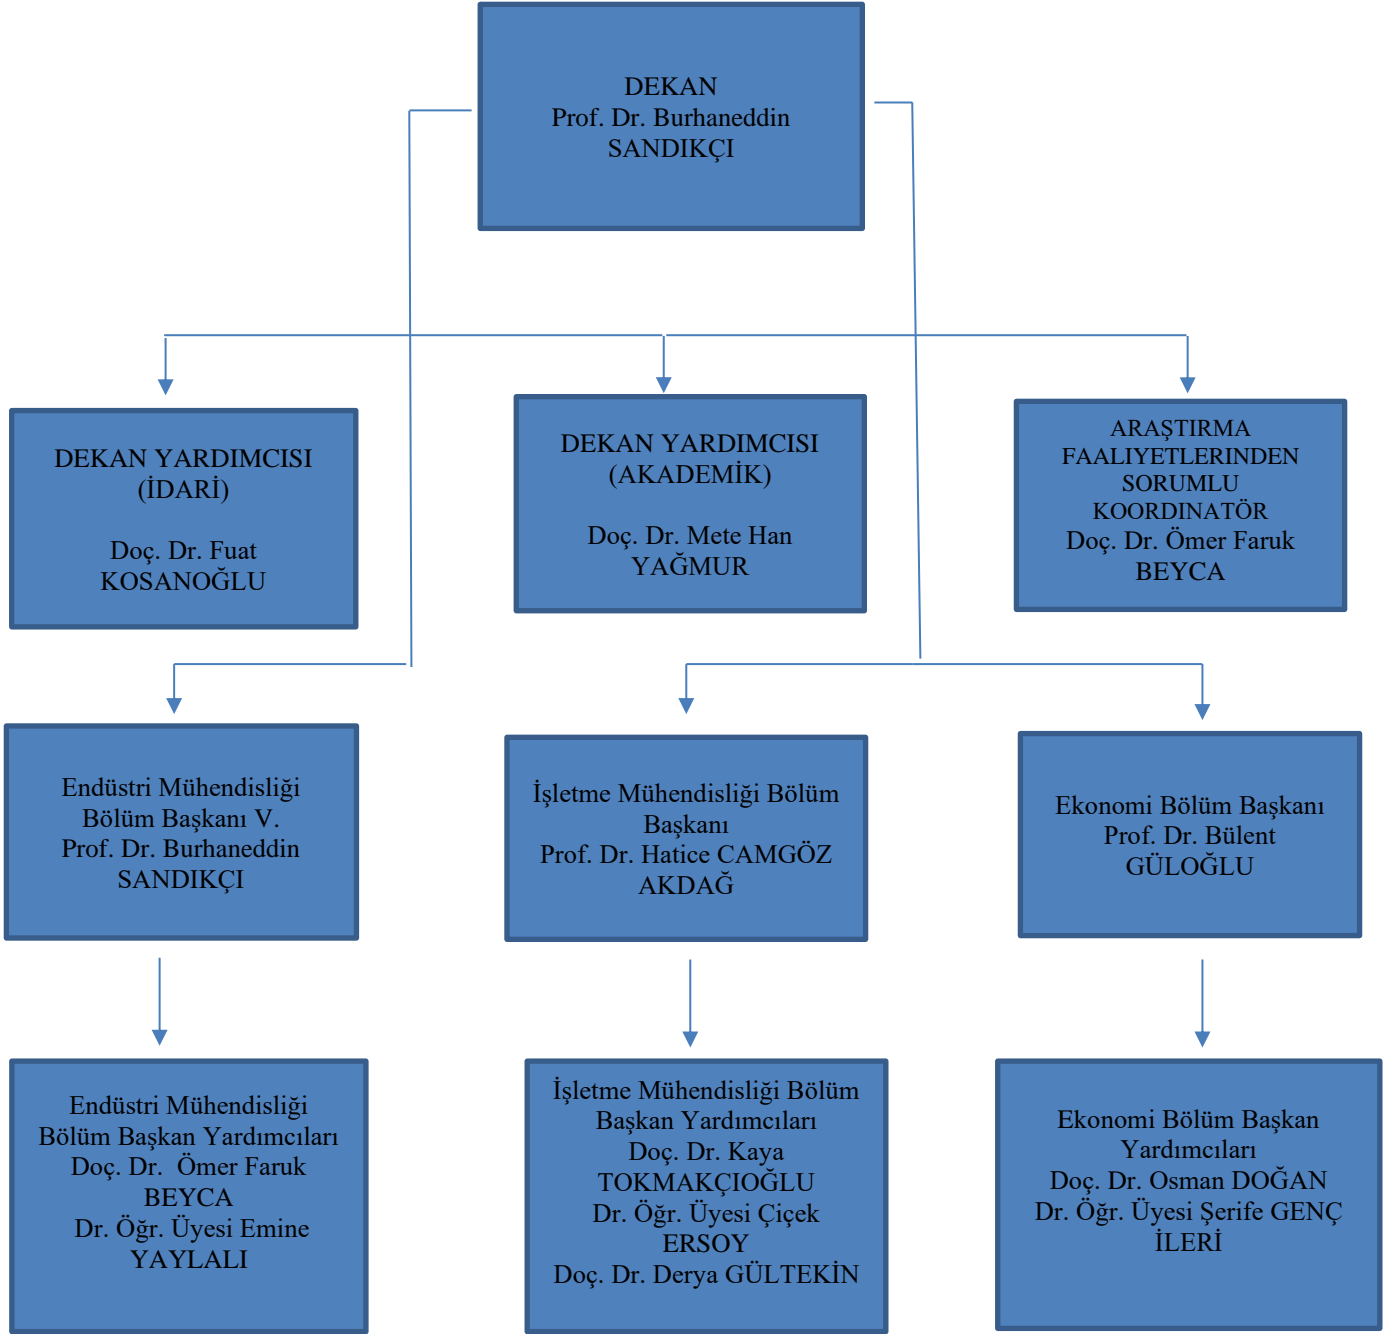 DEKAN
Prof. Dr. Burhaneddin
SANDIKÇI
DEKAN YARDIMCISI
(İDARİ)
Doç. Dr. Fuat
KOSANOĞLU
DEKAN YARDIMCISI
(AKADEMİK)
Doç. Dr. Mete Han
YAĞMUR
ARAŞTIRMA
FAALIYETLERINDEN
SORUMLU
KOORDINATÖR
Doç. Dr. Ömer Faruk
BEYCA
Endüstri Mühendisliği
Bölüm Başkanı V.
Prof. Dr. Burhaneddin
SANDIKÇI
İşletme Mühendisliği Bölüm
Başkanı
Prof. Dr. Hatice CAMGÖZ
AKDAĞ
Ekonomi Bölüm Başkanı
Prof. Dr. Bülent
GÜLOĞLU
Endüstri Mühendisliği
Bölüm Başkan Yardımcıları
Doç. Dr.  Ömer Faruk
BEYCA
Dr. Öğr. Üyesi Emine
YAYLALI
İşletme Mühendisliği Bölüm
Başkan Yardımcıları
Doç. Dr. Kaya
TOKMAKÇIOĞLU
Dr. Öğr. Üyesi Çiçek
ERSOY
Doç. Dr. Derya GÜLTEKİN
Ekonomi Bölüm Başkan
Yardımcıları
Doç. Dr. Osman DOĞAN
Dr. Öğr. Üyesi Şerife GENÇ
İLERİ